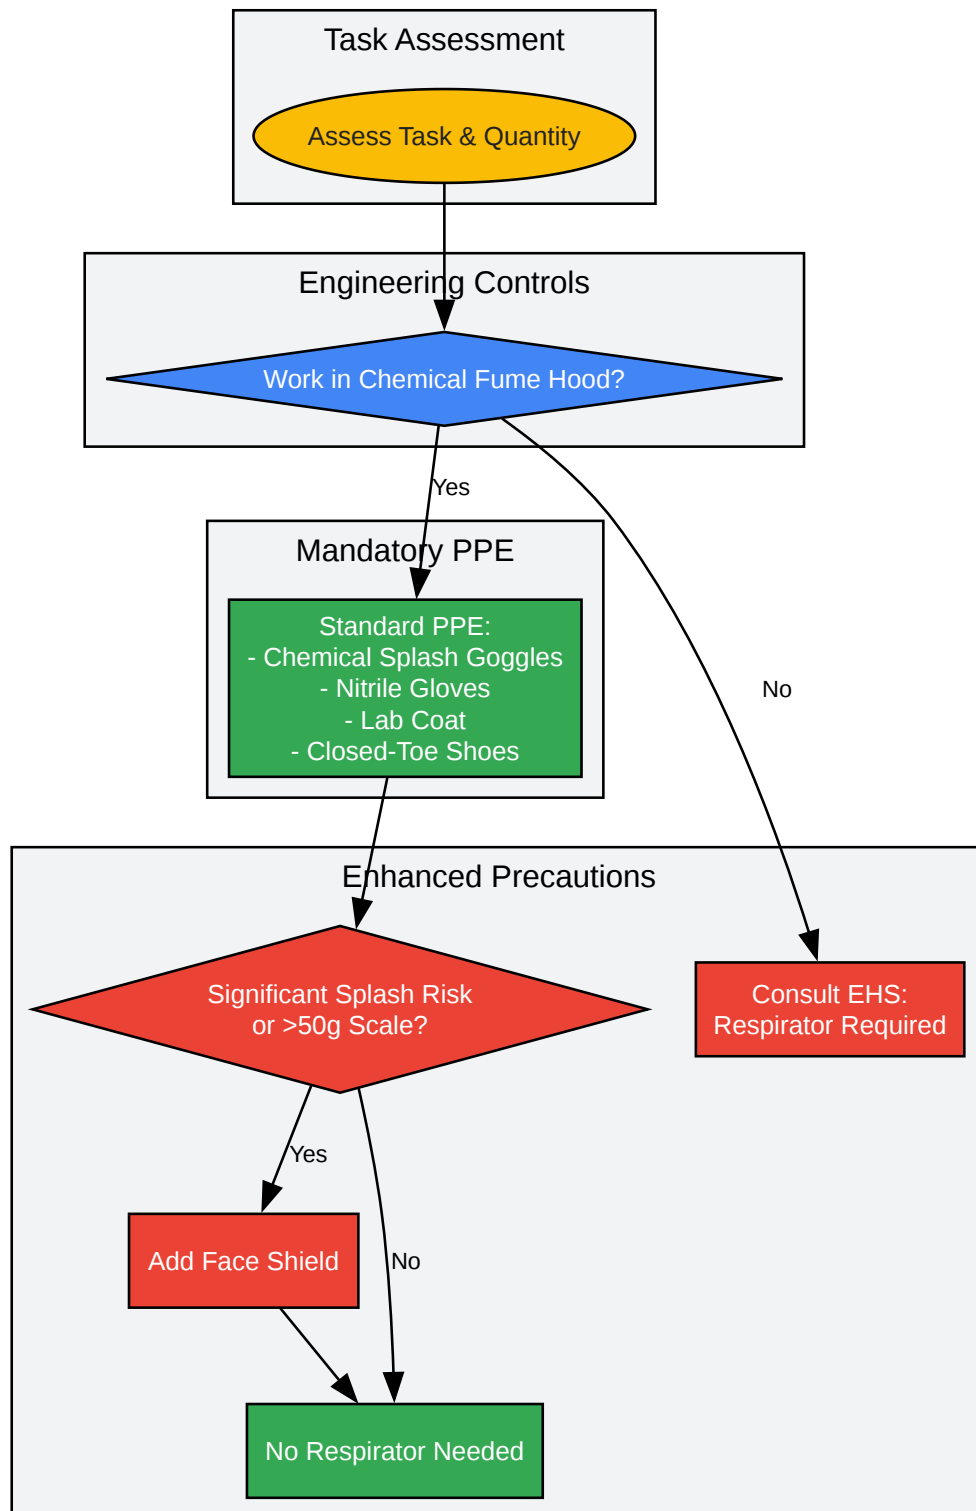 Task Assessment
Assess Task & Quantity
Engineering Controls
Work in Chemical Fume Hood?
Yes
Mandatory PPE
Standard PPE:
- Chemical Splash Goggles
- Nitrile Gloves
- Lab Coat
- Closed-Toe Shoes
No
Enhanced Precautions
Significant Splash Risk
or >50g Scale?
Consult EHS:
Respirator Required
Yes
Add Face Shield
No
No Respirator Needed